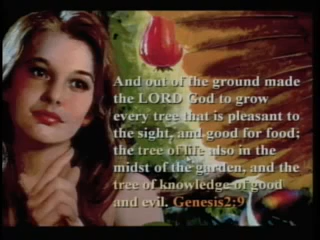 And out of the ground made
the LORD God to grow
every tree that is pleasant to
the sight, and good for food;
the tree of life also in the
midst of the garden, and the
tree of knowledge of good
and evil. Genesis2:9